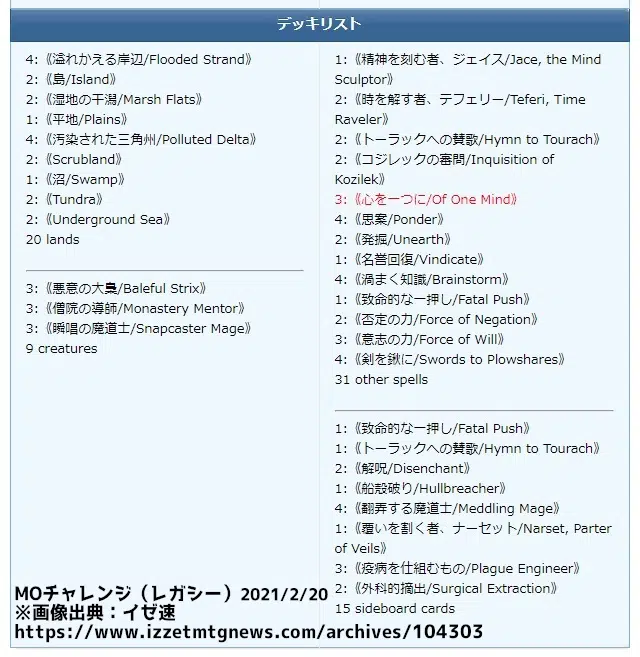 デッキリスト
4:《溢れかえる岸辺/Flooded Strand》
2:《島/Island》
2:《湿地の干潟/Marsh Flats》
1:《平地/Plains》
4:《汚染された三角州/Polluted Delta》
2:《Scrubland》
1:《沼/Swamp》
2:《Tundra》
2:《Underground Sea》
20 lands
3:《悪意の大梟/Baleful Strix》
3:《僧院の導師/Monastery Mentor》
3:《瞬唱の魔道士/Snapcaster Mage》
9 creatures
1:《精神を刻む者、ジェイス/Jace, the Mind
Sculptor》
2:《時を解す者、テフェリー/Teferi, Time
Raveler》
2:《トーラックへの賛歌/Hymn to Tourach》
2:《コジレックの審問/Inquisition of
Kozilek》
3:《心を一つに/Of One Mind》
4:《思案/Ponder》
2:《発掘/Unearth》
1:《名誉回復/Vindicate》
4:《渦まく知識/Brainstorm》
1:《致命的な一押し/Fatal Push》
2:《否定の力/Force of Negation》
3:《意志の力/Force of Will》
4:《剣を鍬に/Swords to Plowshares》
31 other spells
1:《致命的な一押し/Fatal Push》
1:《トーラックへの賛歌/Hymn to Tourach》
2:《解呪/Disenchant》
1:《船殻破り/Hullbreacher》
4:《翻弄する魔道士/Meddling Mage》
1:《覆いを割く者、ナーセット/Narset, Parter
of Veils》
3:《疫病を仕組むもの/Plague Engineer》
2:《外科的摘出/Surgical Extraction》
15 sideboard cards
MOチャレンジ（レガシー）2021/2/20
※画像出典：イゼ速
https://www.izzetmtgnews.com/archives/104303